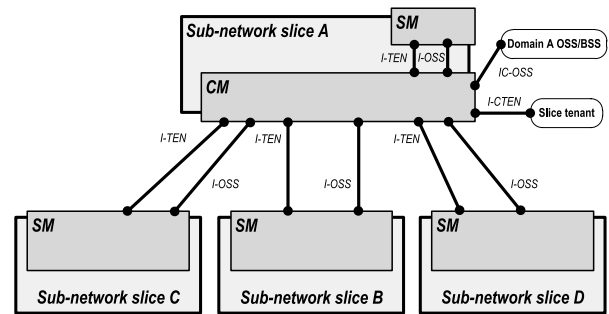 SM
Sub-network slice A
I-TEN
I-OSS
Domain A OSS/BSS
IC-OSS
CM
I-CTEN
Slice tenant
I-TEN
I-TEN
I-TEN
I-OSS
I-OSS
I-OSS
SM
SM
SM
Sub-network slice C
Sub-network slice B
Sub-network slice D